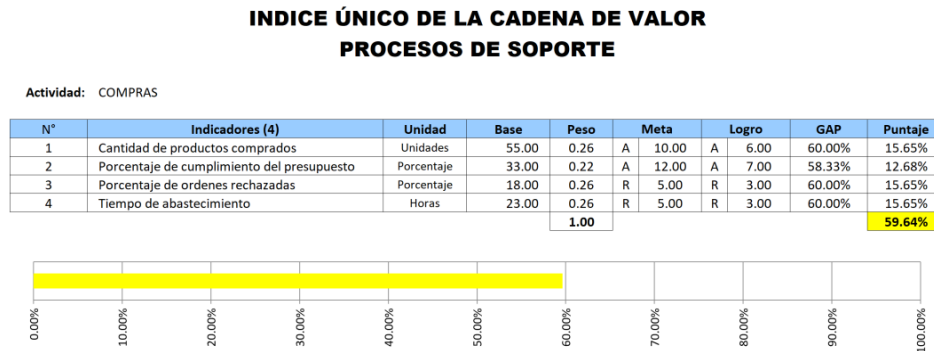 INDICE ÚNICO DE LA CADENA DE VALOR
PROCESOS DE SOPORTE
Actividad: COMPRAS
N° Indicadores (4) Unidad Base Peso Meta Logro GAP Puntaje
1 Cantidad de productos comprados Unidades 55.00 0.26 A 10.00 A 6.00 60.00% 15.65%
2 Porcentaje de cumplimiento del presupuesto Porcentaje 33.00 0.22 A 12.00 A 7.00 58.33% 12.68%
3 Porcentaje de ordenes rechazadas Porcentaje 18.00 0.26 R 5.00 R 3.00 60.00% 15.65%
4 Tiempo de abastecimiento Horas 23.00 0.26 R 5.00 R 3.00 60.00% 15.65%
1.00 59.64%
0.00% 10.00% 20.00% 30.00% 40.00% 50.00% 60.00% 70.00% 80.00% 90.00% 100.00%